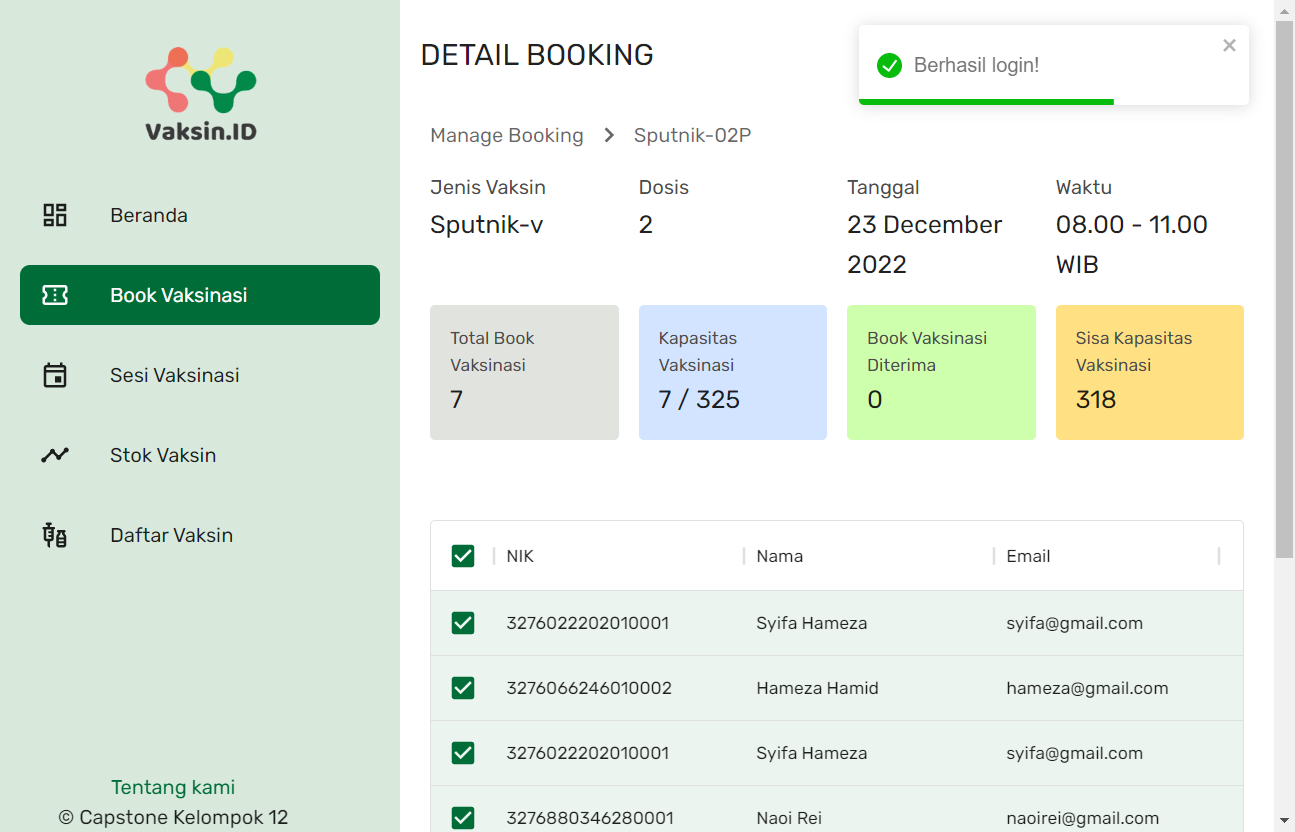 Vaksin.ID
Beranda
Book Vaksinasi
Sesi Vaksinasi
Stok Vaksin
Daftar Vaksin
Tentang kami
© Capstone Kelompok 12
DETAIL BOOKING
Berhasil login!
Manage Booking > Sputnik-02P
Jenis Vaksin Dosis Tanggal Waktu
Sputnik-v 2 23 December 08.00 - 11.00
2022 WIB
Total Book Kapasitas Book Vaksinasi Sisa Kapasitas
Vaksinasi Vaksinasi Diterima Vaksinasi
7 7 / 325 0 318
NIK Nama Email
3276022202010001 Syifa Hameza syifa@gmail.com
3276066246010002 Hameza Hamid hameza@gmail.com
3276022202010001 Syifa Hameza syifa@gmail.com
3276880346280001 Naoi Rei naoirei@gmail.com